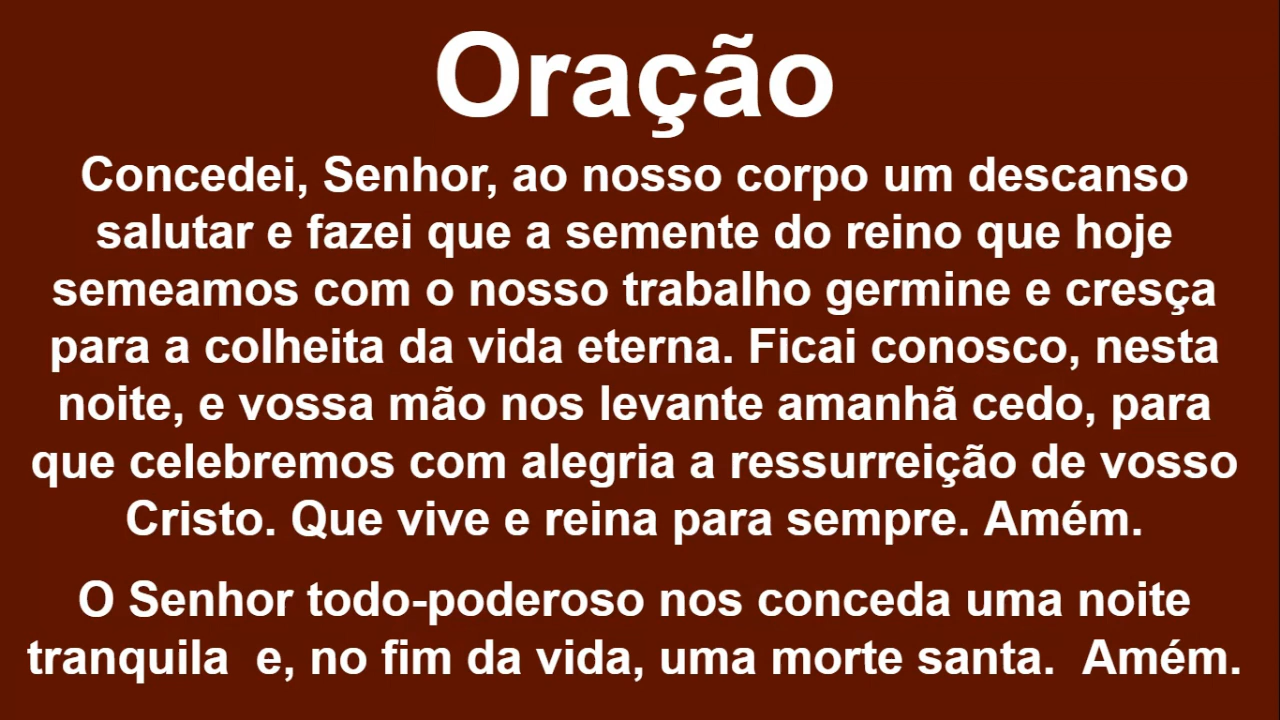 Oração
Concedei, Senhor, ao nosso corpo um descanso
salutar e fazei que a semente do reino que hoje
semeamos com o nosso trabalho germine e cresça
para a colheita da vida eterna. Ficai conosco, nesta
noite, e vossa mão nos levante amanhã cedo, para
que celebremos com alegria a ressurreição de vosso
Cristo. Que vive e reina para sempre. Amém.
O Senhor todo-poderoso nos conceda uma noite
tranquila  e, no fim da vida, uma morte santa.  Amém.